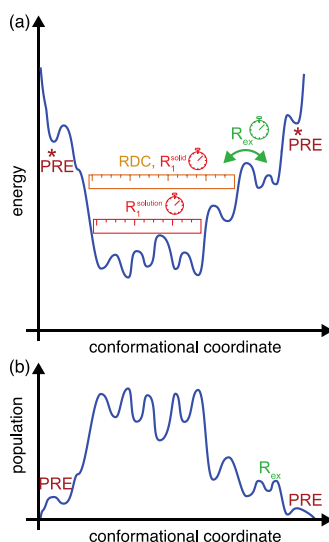 (a)
* PRE
RDC, R₁ˢᵒˡⁱᵈ
R₁ˢᵒˡᵘᵗⁱᵒⁿ
Rₑₓ
* PRE
energy
conformational coordinate
(b)
PRE
Rₑₓ
PRE
population
conformational coordinate